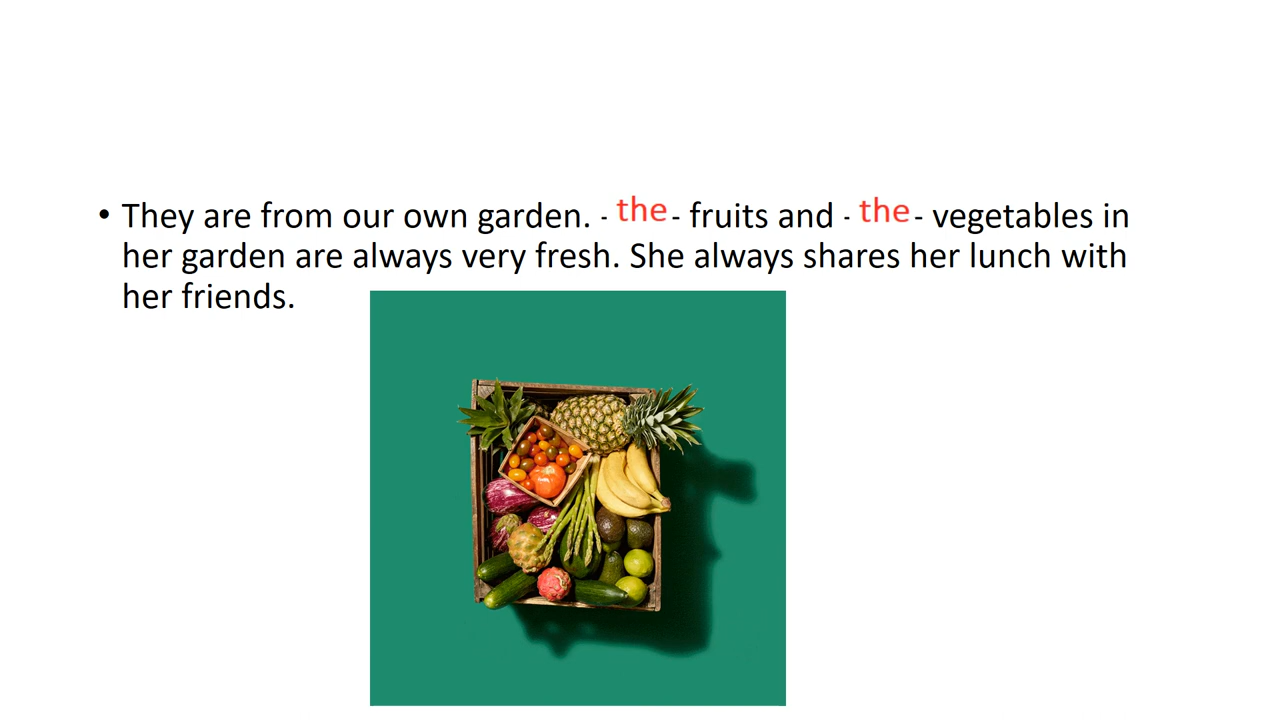 • They are from our own garden. - the - fruits and - the - vegetables in
her garden are always very fresh. She always shares her lunch with
her friends.